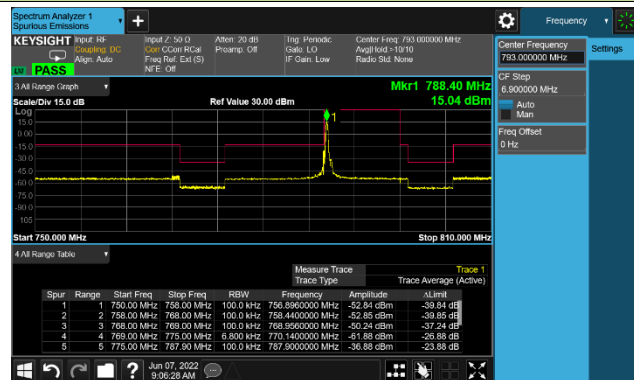 Spectrum Analyzer 1
Spurious Emissions
Frequency
KEYSIGHT Input: RF Input Z: 50 Ω Atten: 20 dB Trig: Periodic Center Freq: 793.000000 MHz
Coupling: DC Corr CCorr RCal Preamp: Off Gate: LO Avg|Hold:>10/10
Align: Auto Freq Ref: Ext (S) IF Gain: Low Radio Std: None
NFE: Off
LW PASS
Center Frequency
793.000000 MHz
Settings
CF Step
6.900000 MHz
Auto
Man
Freq Offset
0 Hz
3 All Range Graph
Mkr1 788.40 MHz
Scale/Div 15.0 dB Ref Value 30.00 dBm 15.04 dBm
Log
15.0
0.00
-15.0
-30.0
-45.0
-60.0
-75.0
-90.0
-105
1
Start 750.000 MHz Stop 810.000 MHz
4 All Range Table
Measure Trace Trace 1
Trace Type Trace Average (Active)
Spur Range Start Freq Stop Freq RBW Frequency Amplitude ΔLimit
1 1 750.00 MHz 758.00 MHz 100.0 kHz 756.8960000 MHz -52.84 dBm -39.84 dB
2 2 758.00 MHz 768.00 MHz 100.0 kHz 758.4400000 MHz -52.85 dBm -39.85 dB
3 3 768.00 MHz 769.00 MHz 100.0 kHz 768.9560000 MHz -50.24 dBm -37.24 dB
4 4 769.00 MHz 775.00 MHz 6.800 kHz 770.1400000 MHz -61.88 dBm -26.88 dB
5 5 775.00 MHz 787.90 MHz 100.0 kHz 787.9000000 MHz -36.88 dBm -23.88 dB
Jun 07, 2022
9:06:28 AM